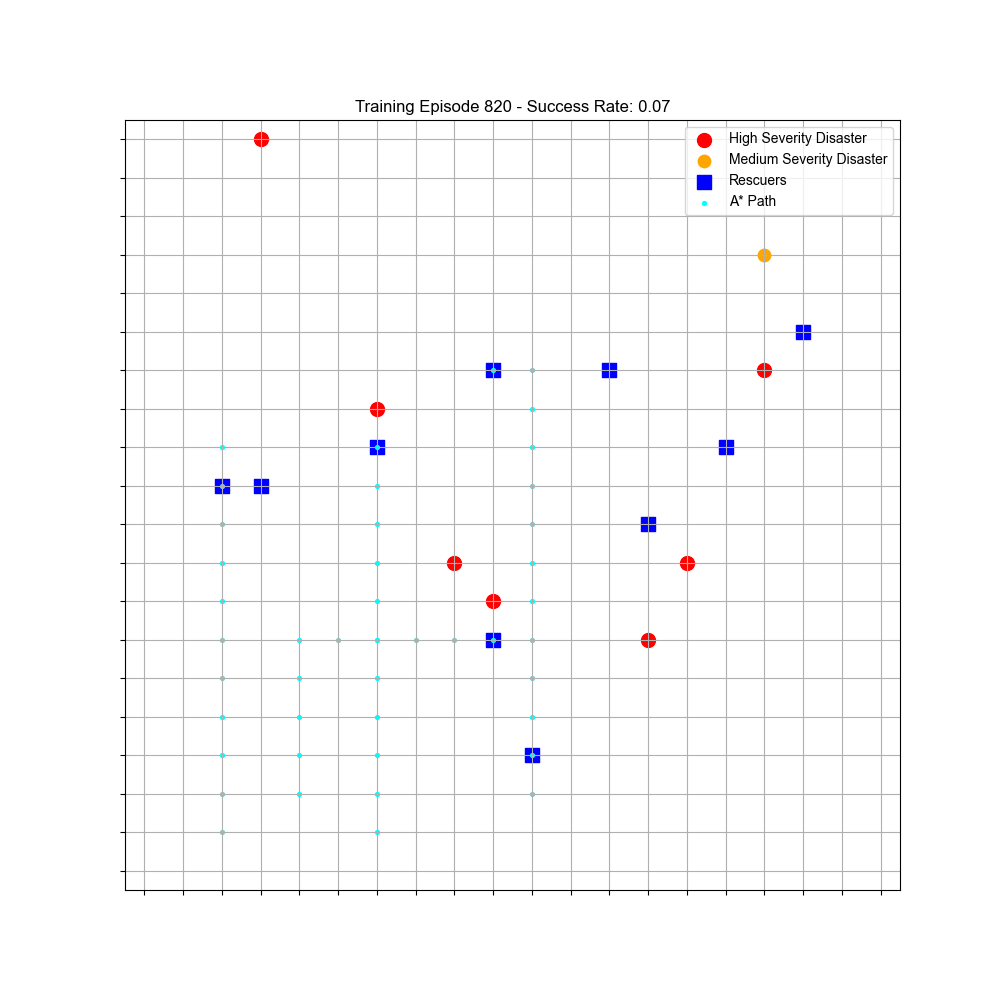 Training Episode 820 - Success Rate: 0.07
High Severity Disaster
Medium Severity Disaster
Rescuers
A* Path